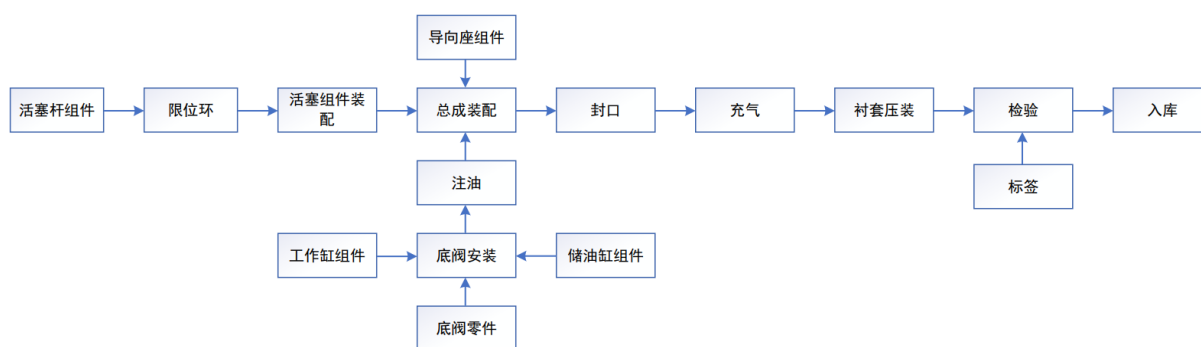 导向座组件
活塞杆组件
限位环
活塞组件装
配
总成装配
封口
充气
衬套压装
检验
入库
注油
标签
工作缸组件
底阀安装
储油缸组件
底阀零件